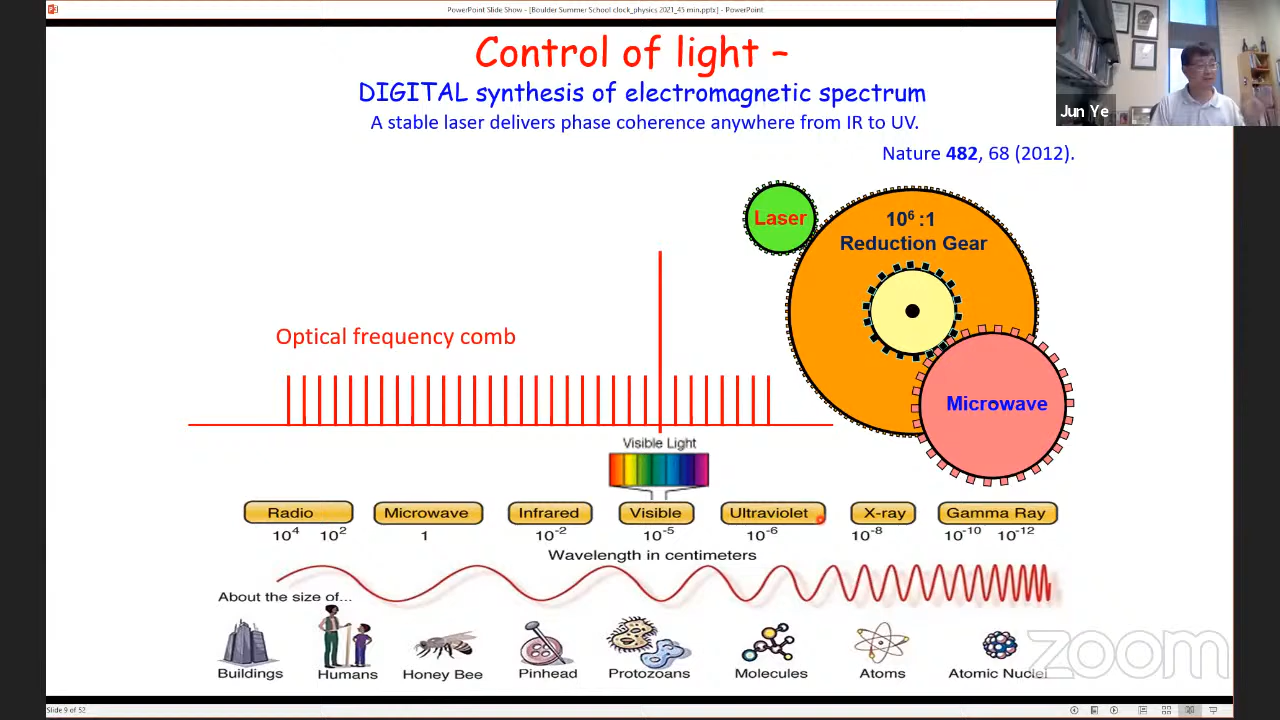 PowerPoint Slide Show - [Boulder Summer School clock_physics 2021_45 min.pptx] - PowerPoint
Control of light –
DIGITAL synthesis of electromagnetic spectrum
A stable laser delivers phase coherence anywhere from IR to UV.
Jun Ye
Nature 482, 68 (2012).
Laser
10⁶ :1
Reduction Gear
Optical frequency comb
Microwave
Visible Light
Radio Microwave Infrared Visible Ultraviolet X-ray Gamma Ray
10⁴ 10² 1 10⁻² 10⁻⁵ 10⁻⁶ 10⁻⁸ 10⁻¹⁰ 10⁻¹²
Wavelength in centimeters
About the size of...
Buildings Humans Honey Bee Pinhead Protozoans Molecules Atoms Atomic Nuclei
zoom
Slide 9 of 52